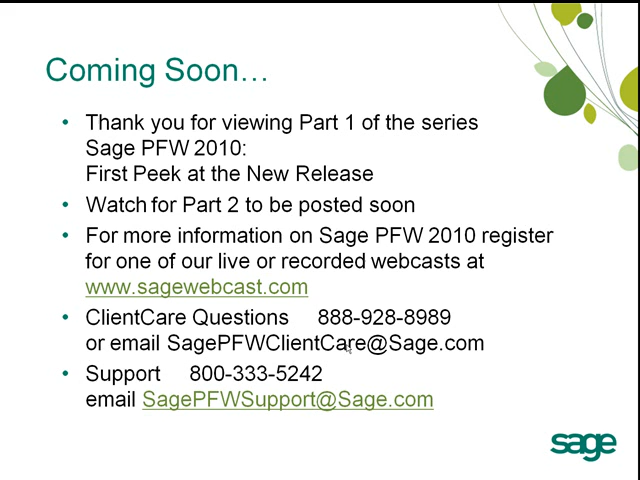 Coming Soon…
• Thank you for viewing Part 1 of the series
Sage PFW 2010:
First Peek at the New Release
• Watch for Part 2 to be posted soon
• For more information on Sage PFW 2010 register
for one of our live or recorded webcasts at
www.sagewebcast.com
• ClientCare Questions 888-928-8989
or email SagePFWClientCare@Sage.com
• Support 800-333-5242
email SagePFWSupport@Sage.com
sage